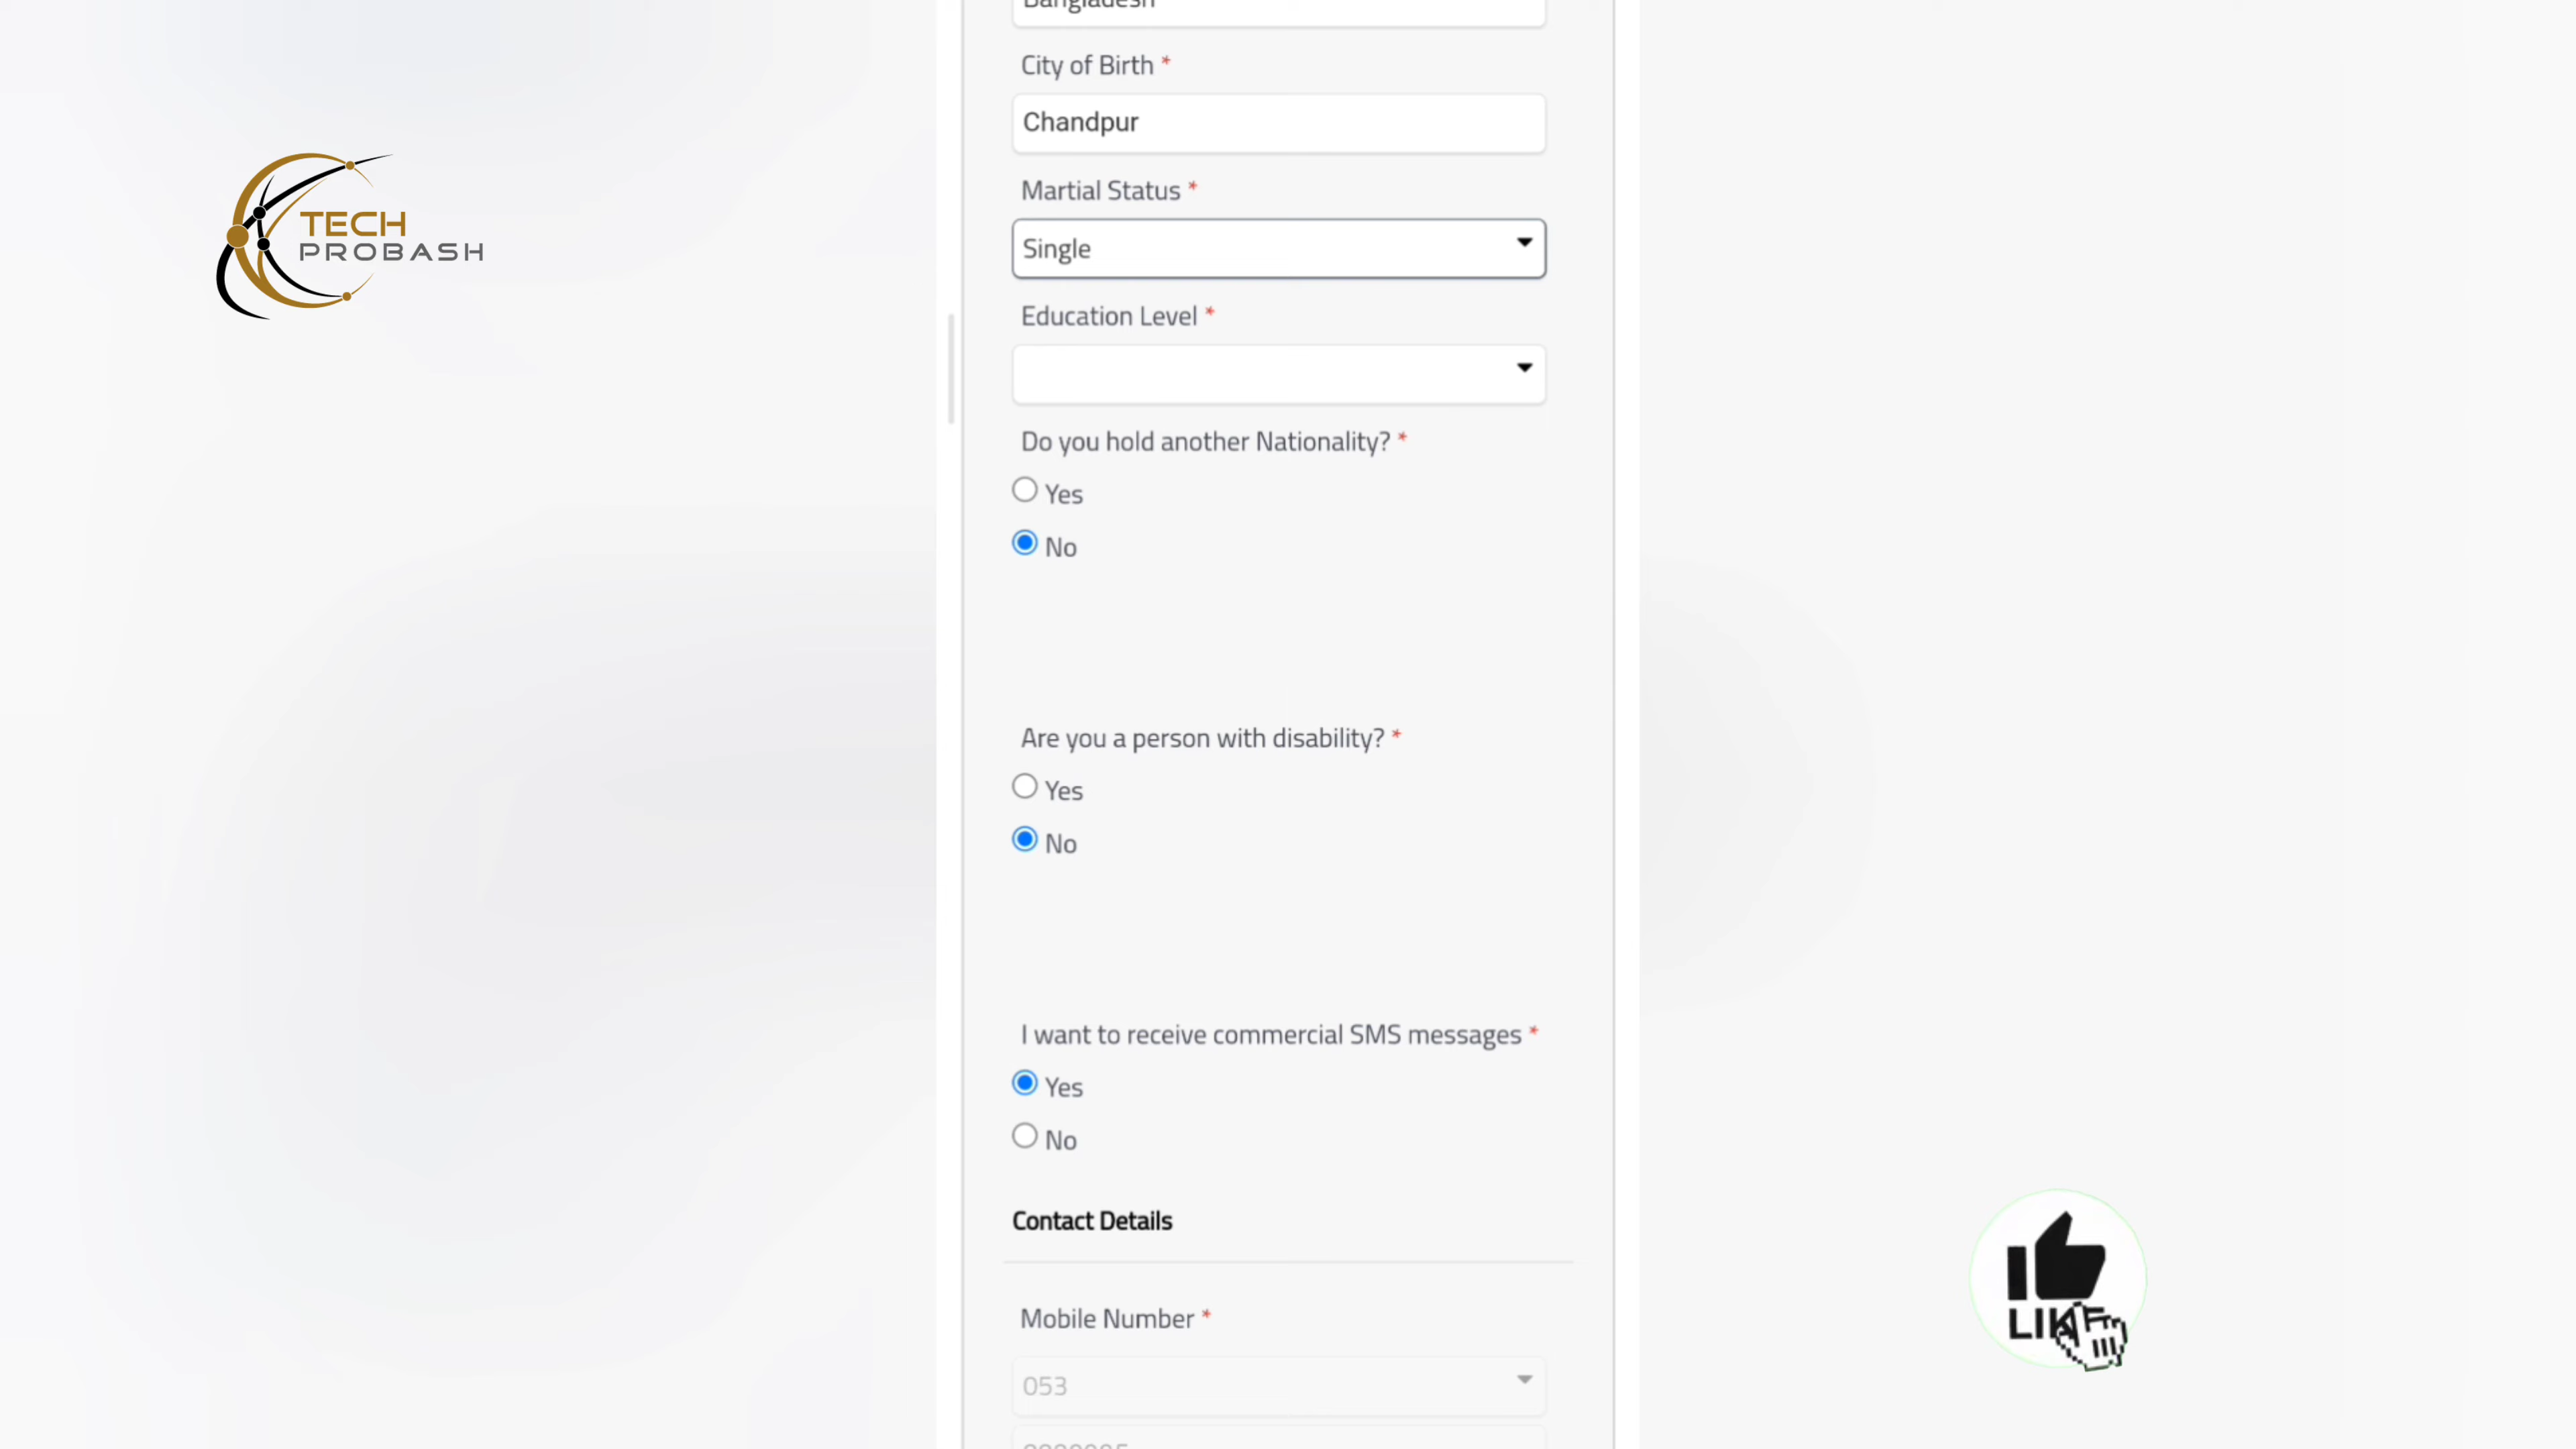 Bangladesh
City of Birth *
Chandpur
TECH
PROBASH
Martial Status *
Single
Education Level *
Do you hold another Nationality? *
Yes
No
Are you a person with disability? *
Yes
No
I want to receive commercial SMS messages *
Yes
No
Contact Details
Mobile Number *
053
LIKE